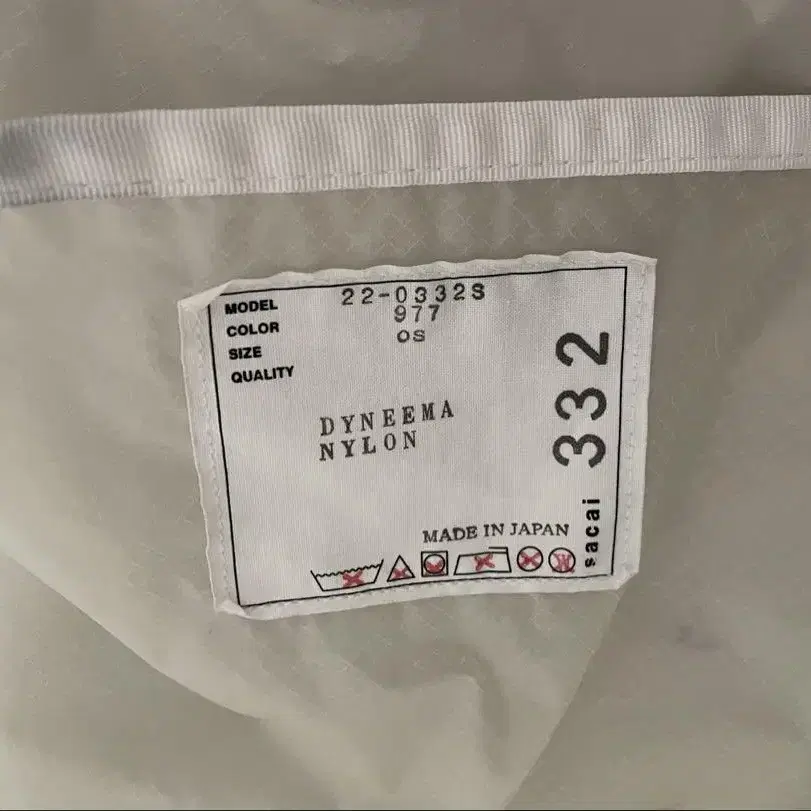 MODEL 22-0332S
COLOR 977
SIZE OS
QUALITY
DYNEEMA
NYLON
332
sacai
MADE IN JAPAN
W